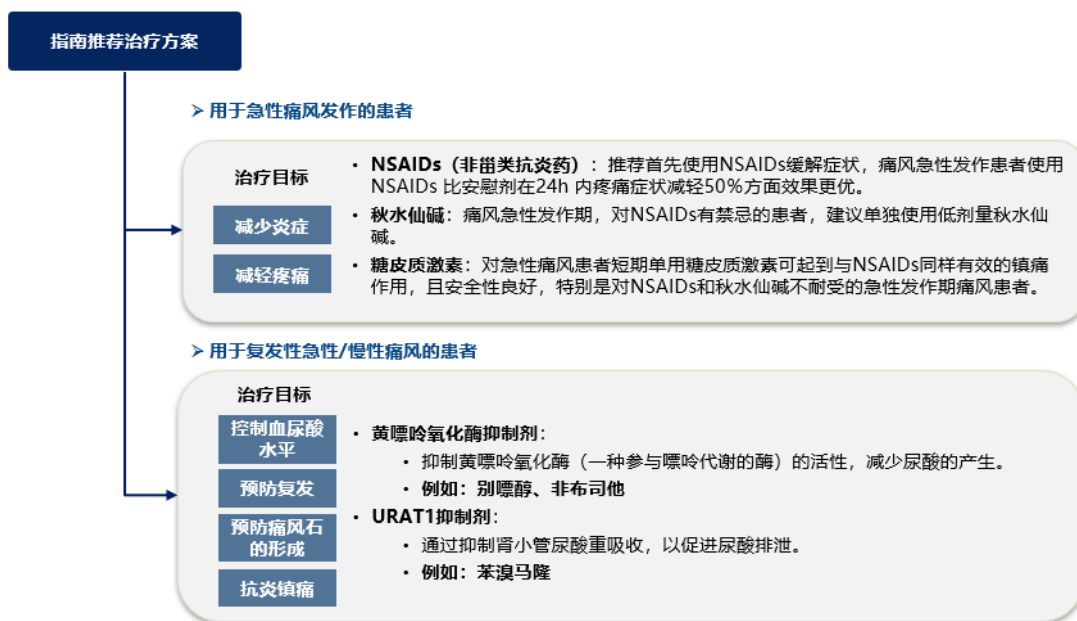 指南推荐治疗方案
➢ 用于急性痛风发作的患者
治疗目标
减少炎症
减轻疼痛
• NSAIDs（非甾类抗炎药）：推荐首先使用NSAIDs缓解症状，痛风急性发作患者使用
NSAIDs 比安慰剂在24h 内疼痛症状减轻50%方面效果更优。
• 秋水仙碱：痛风急性发作期，对NSAIDs有禁忌的患者，建议单独使用低剂量秋水仙
碱。
• 糖皮质激素：对急性痛风患者短期单用糖皮质激素可起到与NSAIDs同样有效的镇痛
作用，且安全性良好，特别是对NSAIDs和秋水仙碱不耐受的急性发作期痛风患者。
➢ 用于复发性急性/慢性痛风的患者
治疗目标
控制血尿酸
水平
预防复发
预防痛风石
的形成
抗炎镇痛
• 黄嘌呤氧化酶抑制剂：
• 抑制黄嘌呤氧化酶（一种参与嘌呤代谢的酶）的活性，减少尿酸的产生。
• 例如：别嘌醇、非布司他
• URAT1抑制剂：
• 通过抑制肾小管尿酸重吸收，以促进尿酸排泄。
• 例如：苯溴马隆